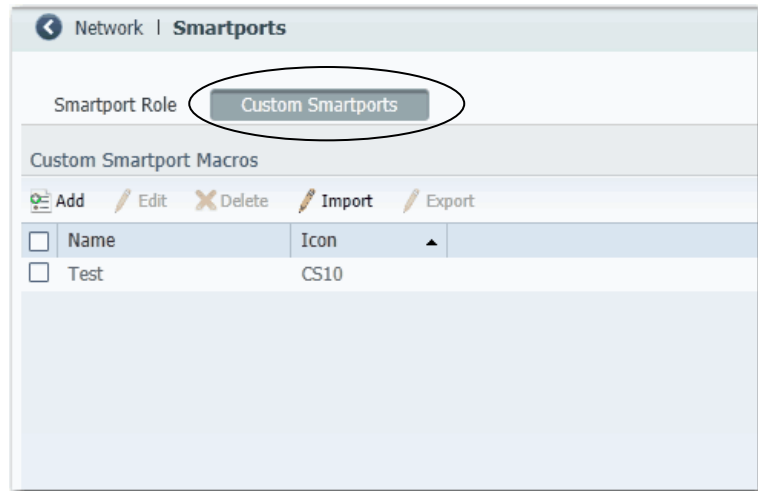 Network | Smartports
Smartport Role Custom Smartports
Custom Smartport Macros
Add Edit Delete Import Export
Name Icon
Test CS10